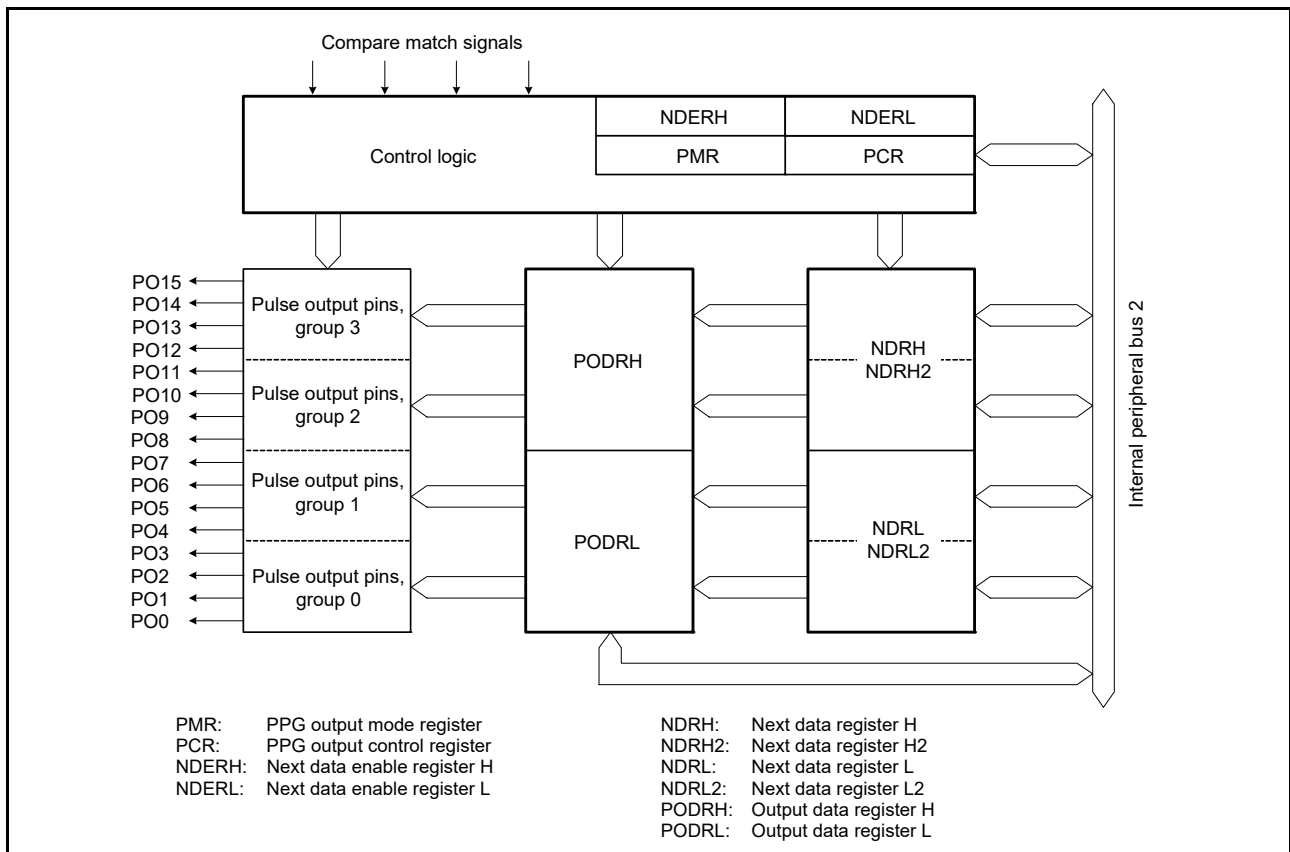 Compare match signals
Control logic
NDERH
NDERL
PMR
PCR
PO15
PO14
PO13
PO12
PO11
PO10
PO9
PO8
PO7
PO6
PO5
PO4
PO3
PO2
PO1
PO0
Pulse output pins,
group 3
Pulse output pins,
group 2
Pulse output pins,
group 1
Pulse output pins,
group 0
PODRH
PODRL
NDRH
NDRH2
NDRL
NDRL2
Internal peripheral bus 2
PMR: PPG output mode register
PCR: PPG output control register
NDERH: Next data enable register H
NDERL: Next data enable register L
NDRH: Next data register H
NDRH2: Next data register H2
NDRL: Next data register L
NDRL2: Next data register L2
PODRH: Output data register H
PODRL: Output data register L